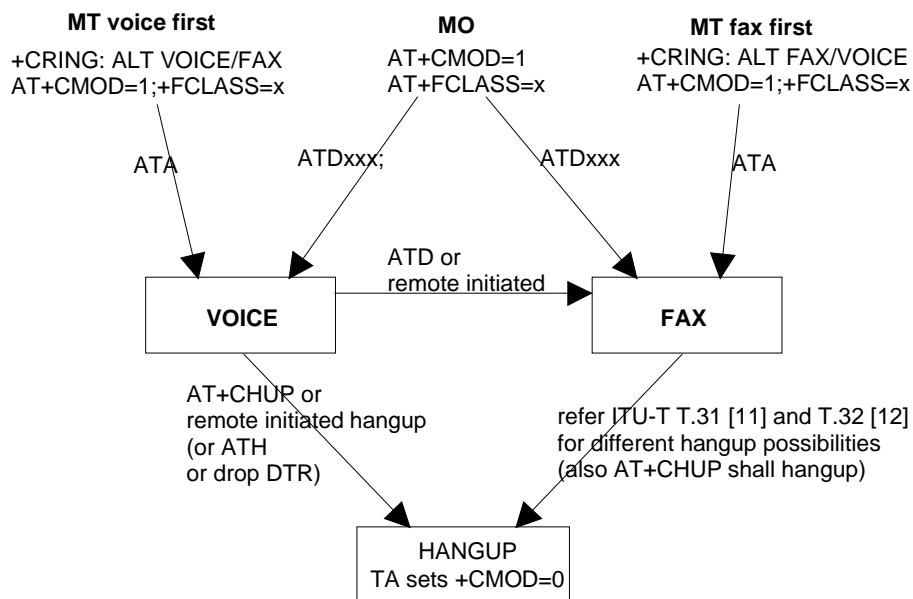 MT voice first
+CRING: ALT VOICE/FAX
AT+CMOD=1;+FCLASS=x
MO
AT+CMOD=1
AT+FCLASS=x
MT fax first
+CRING: ALT FAX/VOICE
AT+CMOD=1;+FCLASS=x
ATA
ATDxxx;
ATDxxx
ATA
ATD or
remote initiated
VOICE
FAX
AT+CHUP or
remote initiated hangup
(or ATH
or drop DTR)
refer ITU-T T.31 [11] and T.32 [12]
for different hangup possibilities
(also AT+CHUP shall hangup)
HANGUP
TA sets +CMOD=0